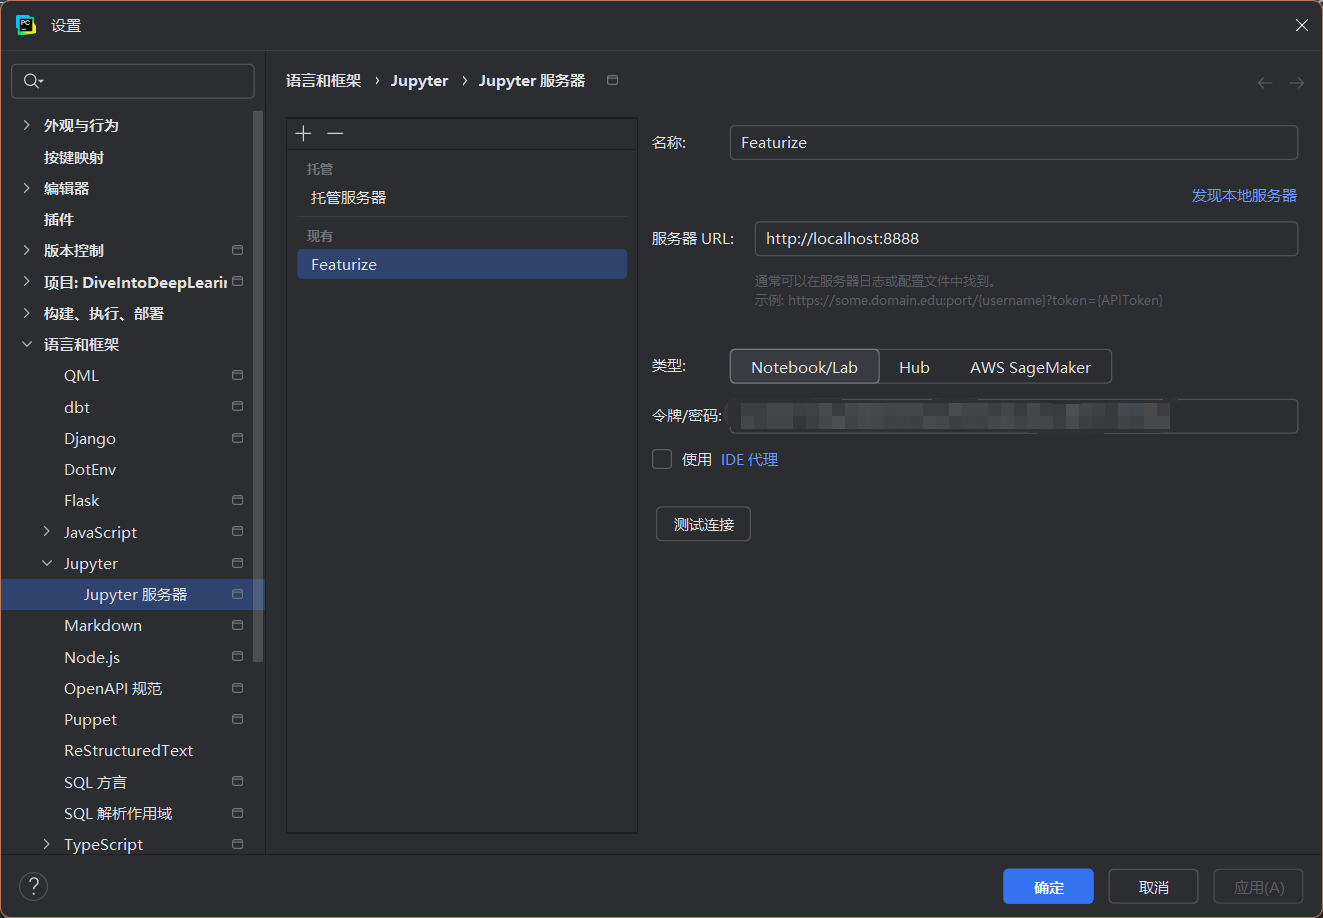 设置
外观与行为
按键映射
编辑器
插件
版本控制
项目: DiveIntoDeepLearin
构建、执行、部署
语言和框架
QML
dbt
Django
DotEnv
Flask
JavaScript
Jupyter
Jupyter 服务器
Markdown
Node.js
OpenAPI 规范
Puppet
ReStructuredText
SQL 方言
SQL 解析作用域
TypeScript
语言和框架 › Jupyter › Jupyter 服务器
托管
托管服务器
现有
Featurize
名称: Featurize
发现本地服务器
服务器 URL: http://localhost:8888
通常可以在服务器日志或配置文件中找到。
示例: https://some.domain.edu:port/{username}?token={APIToken}
类型: Notebook/Lab Hub AWS SageMaker
令牌/密码:
使用 IDE 代理
测试连接
? 确定 取消 应用(A)